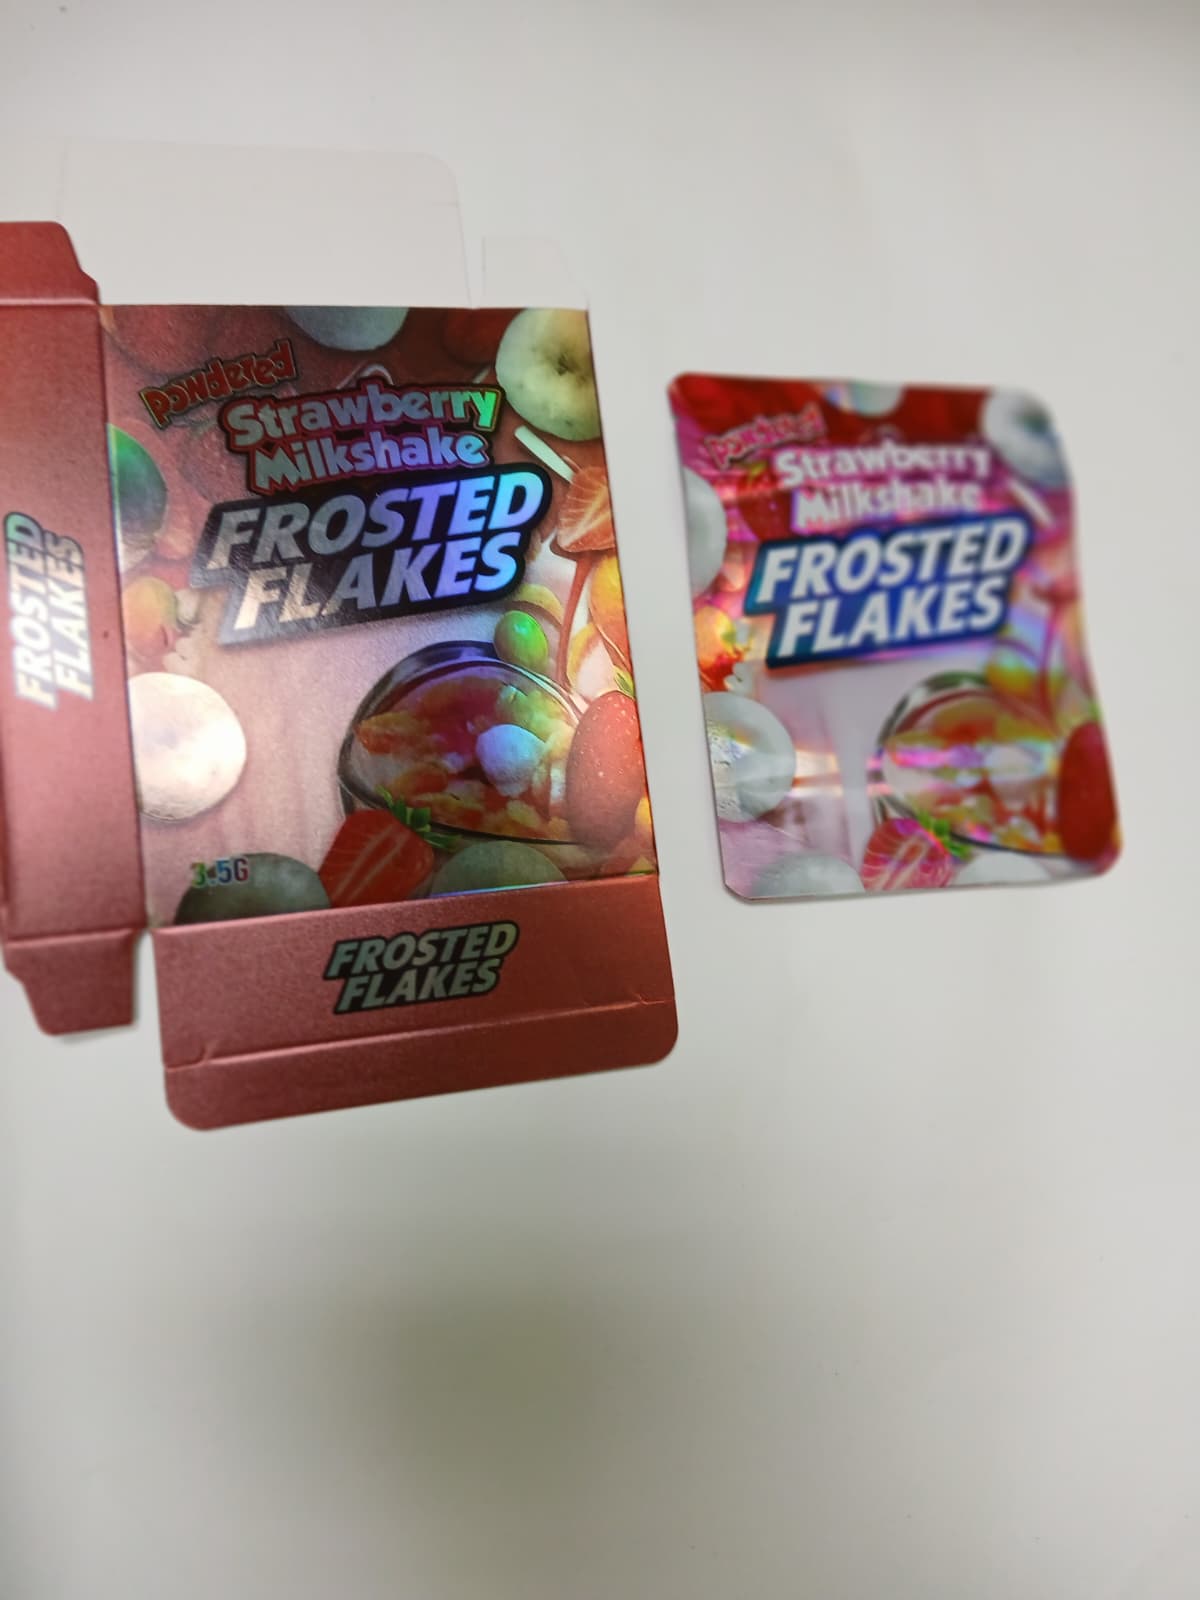 powdered
Strawberry
Milkshake
FROSTED
FLAKES
3.5G
FROSTED
FLAKES
FROSTED
FLAKES
powdered
Strawberry
Milkshake
FROSTED
FLAKES